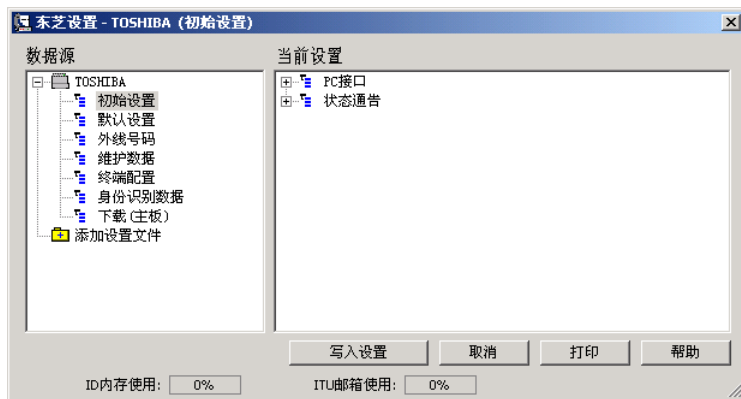 东芝设置 - TOSHIBA (初始设置)
数据源
当前设置
TOSHIBA
初始设置
默认设置
外线号码
维护数据
终端配置
身份识别数据
下载(主板)
添加设置文件
PC接口
状态通告
写入设置
取消
打印
帮助
ID内存使用: 0%
ITU邮箱使用: 0%